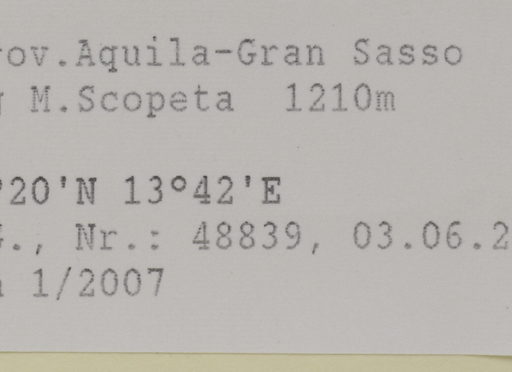 ov.Aquila-Gran Sasso
M.Scopeta 1210m
°20'N 13°42'E
., Nr.: 48839, 03.06.2
1/2007